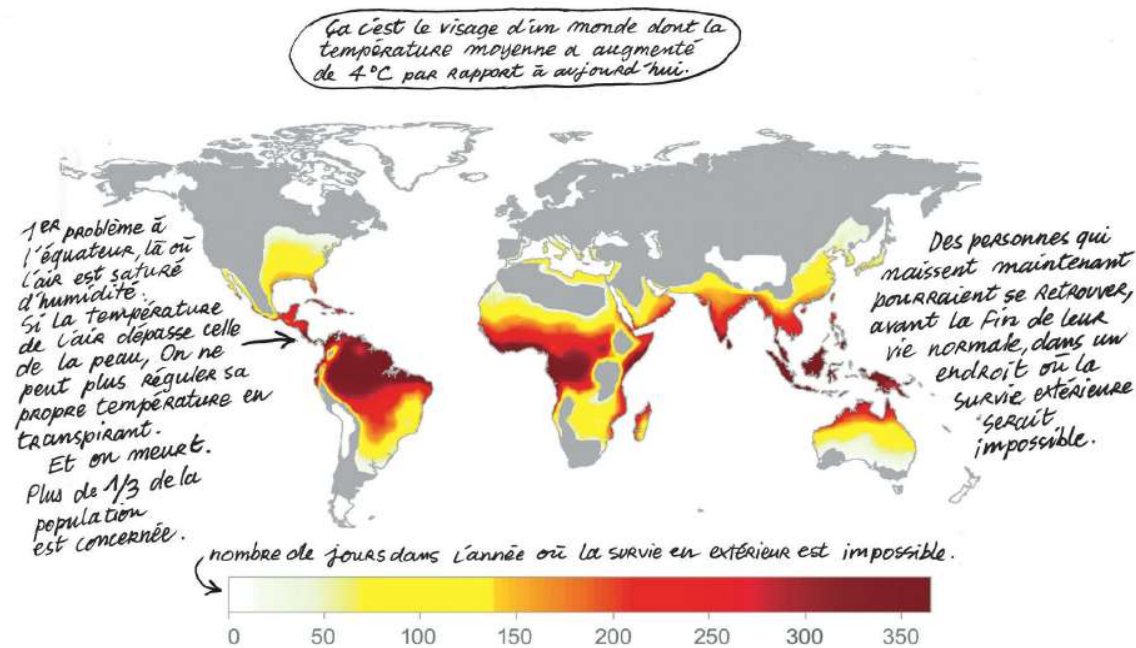 Ça c'est le visage d'un monde dont la
température moyenne a augmenté
de 4°C par rapport à aujourd'hui.
1ER problème à
l'équateur, là où
l'air est saturé
d'humidité.
Si la température
de l'air dépasse celle
de la peau, On ne
peut plus réguler sa
propre température en
transpirant.
Et on meurt.
Plus de 1/3 de la
population
est concernée.
Des personnes qui
naissent maintenant
pourraient se retrouver,
avant la fin de leur
vie normale, dans un
endroit où la
survie extérieure
serait
impossible.
nombre de jours dans l'année où la survie en extérieur est impossible.
0 50 100 150 200 250 300 350